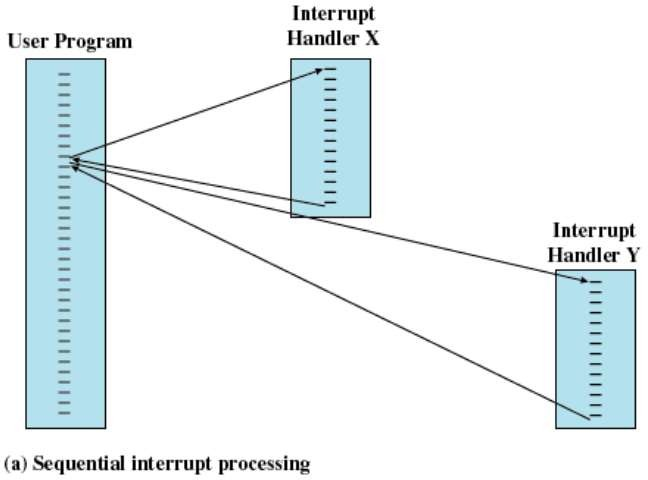 Interrupt
Handler X
User Program
Interrupt
Handler Y
(a) Sequential interrupt processing